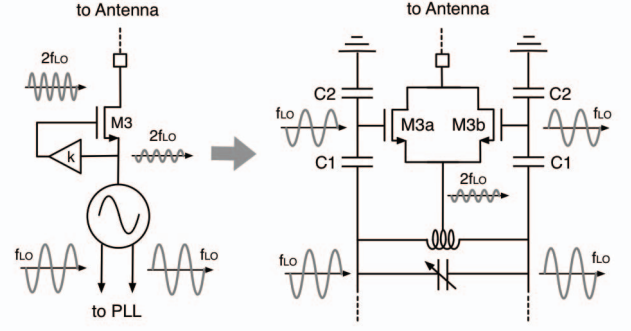 to Antenna
2fLO
M3
k
2fLO
fLO
fLO
to PLL
to Antenna
C2
C2
fLO
M3a
M3b
fLO
C1
C1
2fLO
fLO
fLO